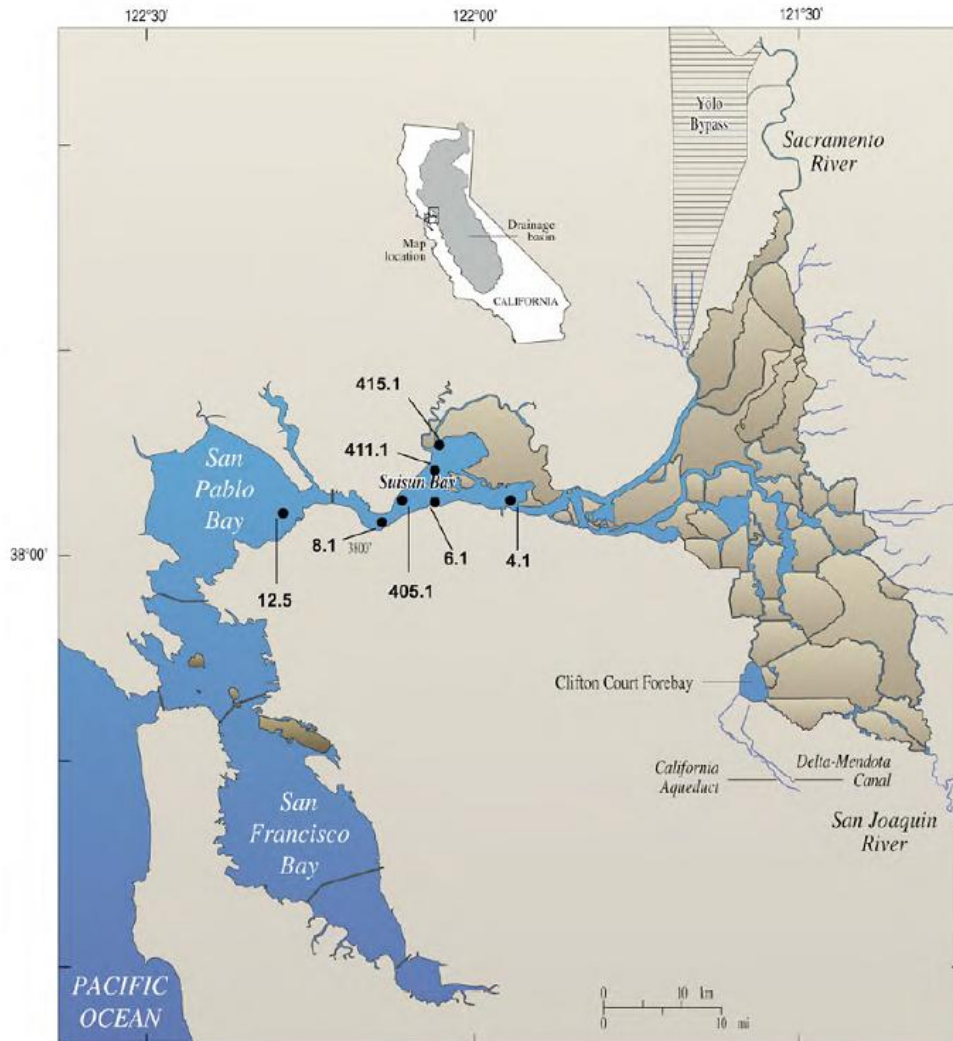 122°30'
122°00'
121°30'
Yolo
Bypass
Sacramento
River
Drainage
basin
Map
location
CALIFORNIA
415.1
411.1
San
Pablo
Bay
Suisun Bay
38°00'
8.1
3800'
6.1
4.1
12.5
405.1
Clifton Court Forebay
California
Aqueduct
Delta-Mendota
Canal
San Joaquin
River
San
Francisco
Bay
PACIFIC
OCEAN
0 10 km
0 10 mi